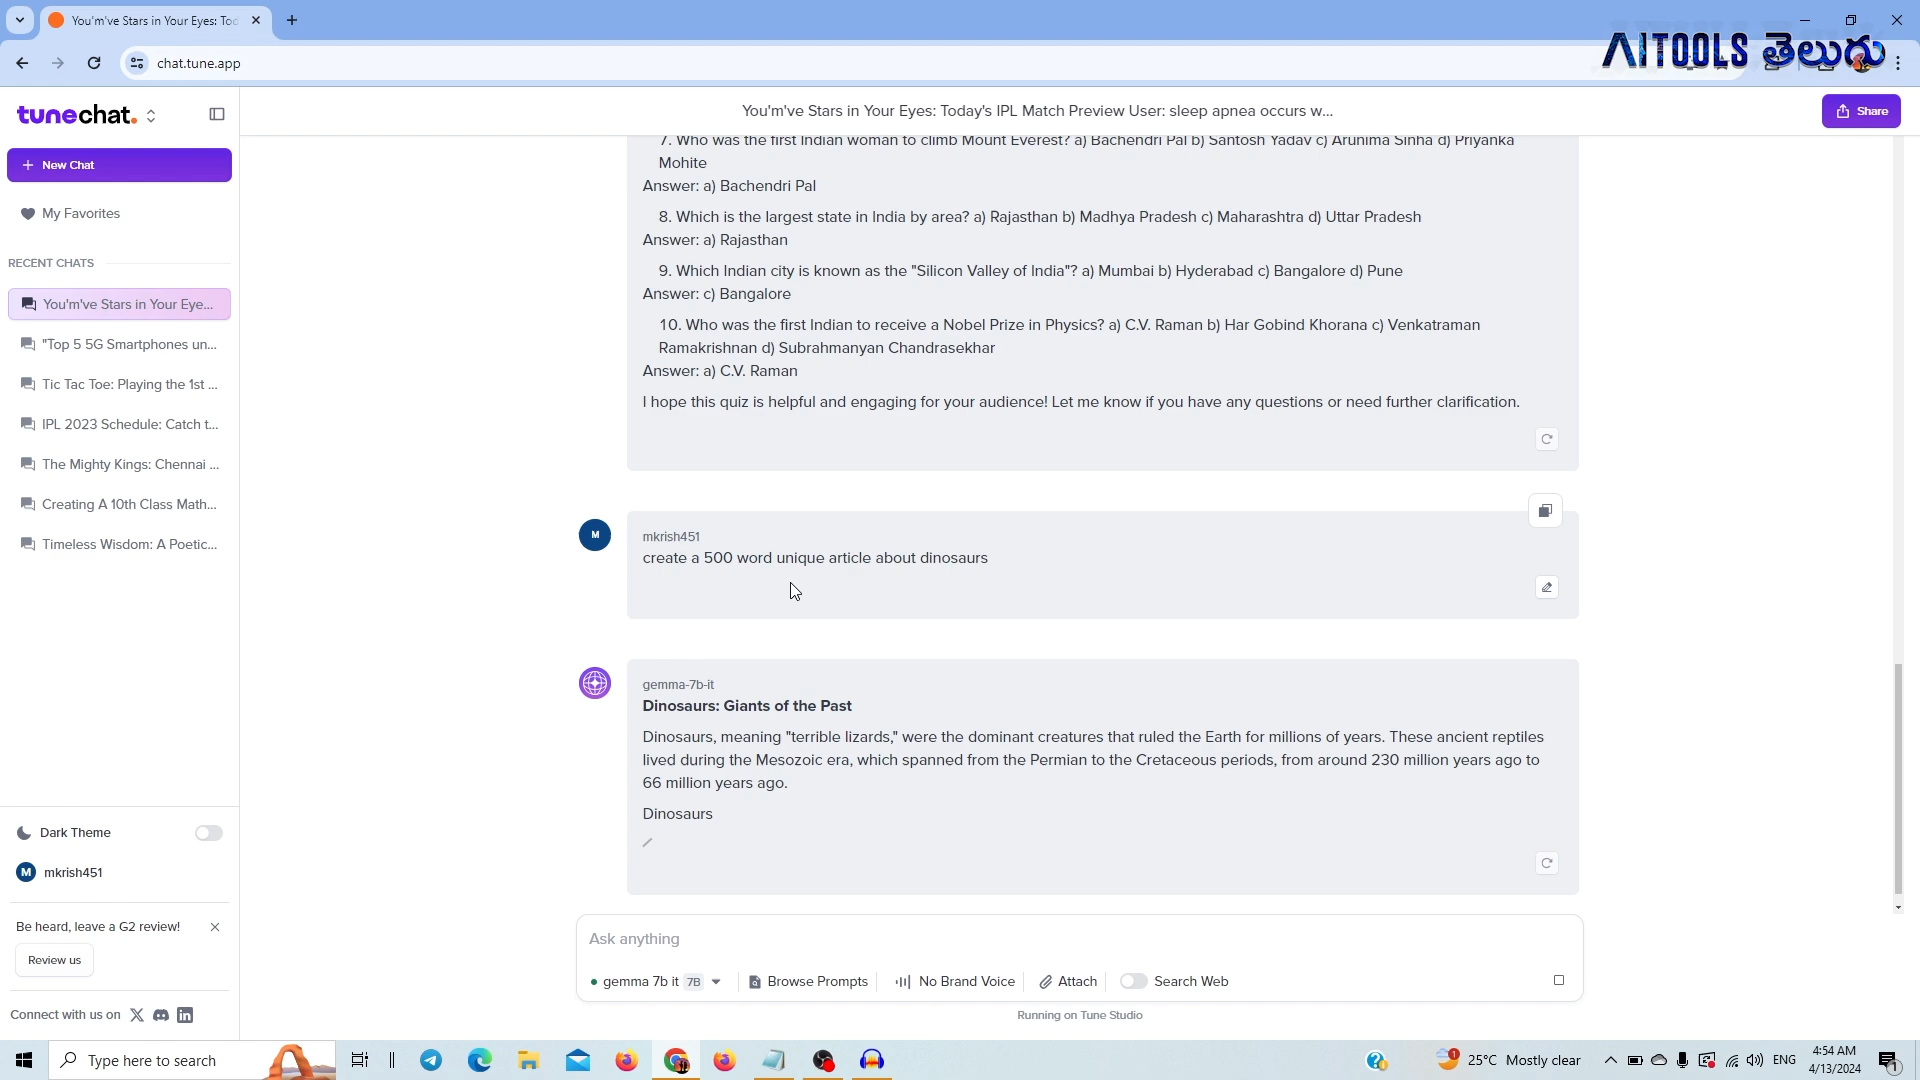 You'm've Stars in Your Eyes: Tod
chat.tune.app
AITOOLS తెలుగు
tunechat.
You'm've Stars in Your Eyes: Today's IPL Match Preview User: sleep apnea occurs w...
Share
New Chat
My Favorites
RECENT CHATS
You'm've Stars in Your Eye...
"Top 5 5G Smartphones un...
Tic Tac Toe: Playing the 1st ...
IPL 2023 Schedule: Catch t...
The Mighty Kings: Chennai ...
Creating A 10th Class Math...
Timeless Wisdom: A Poetic...
Dark Theme
M mkrish451
Be heard, leave a G2 review!
Review us
Connect with us on
7. Who was the first Indian woman to climb Mount Everest? a) Bachendri Pal b) Santosh Yadav c) Arunima Sinha d) Priyanka
Mohite
Answer: a) Bachendri Pal
8. Which is the largest state in India by area? a) Rajasthan b) Madhya Pradesh c) Maharashtra d) Uttar Pradesh
Answer: a) Rajasthan
9. Which Indian city is known as the "Silicon Valley of India"? a) Mumbai b) Hyderabad c) Bangalore d) Pune
Answer: c) Bangalore
10. Who was the first Indian to receive a Nobel Prize in Physics? a) C.V. Raman b) Har Gobind Khorana c) Venkatraman
Ramakrishnan d) Subrahmanyan Chandrasekhar
Answer: a) C.V. Raman
I hope this quiz is helpful and engaging for your audience! Let me know if you have any questions or need further clarification.
M
mkrish451
create a 500 word unique article about dinosaurs
gemma-7b-it
Dinosaurs: Giants of the Past
Dinosaurs, meaning "terrible lizards," were the dominant creatures that ruled the Earth for millions of years. These ancient reptiles
lived during the Mesozoic era, which spanned from the Permian to the Cretaceous periods, from around 230 million years ago to
66 million years ago.
Dinosaurs
Ask anything
gemma 7b it 7B
Browse Prompts
No Brand Voice
Attach
Search Web
Running on Tune Studio
Type here to search
1
25°C Mostly clear
ENG
4:54 AM
4/13/2024
1